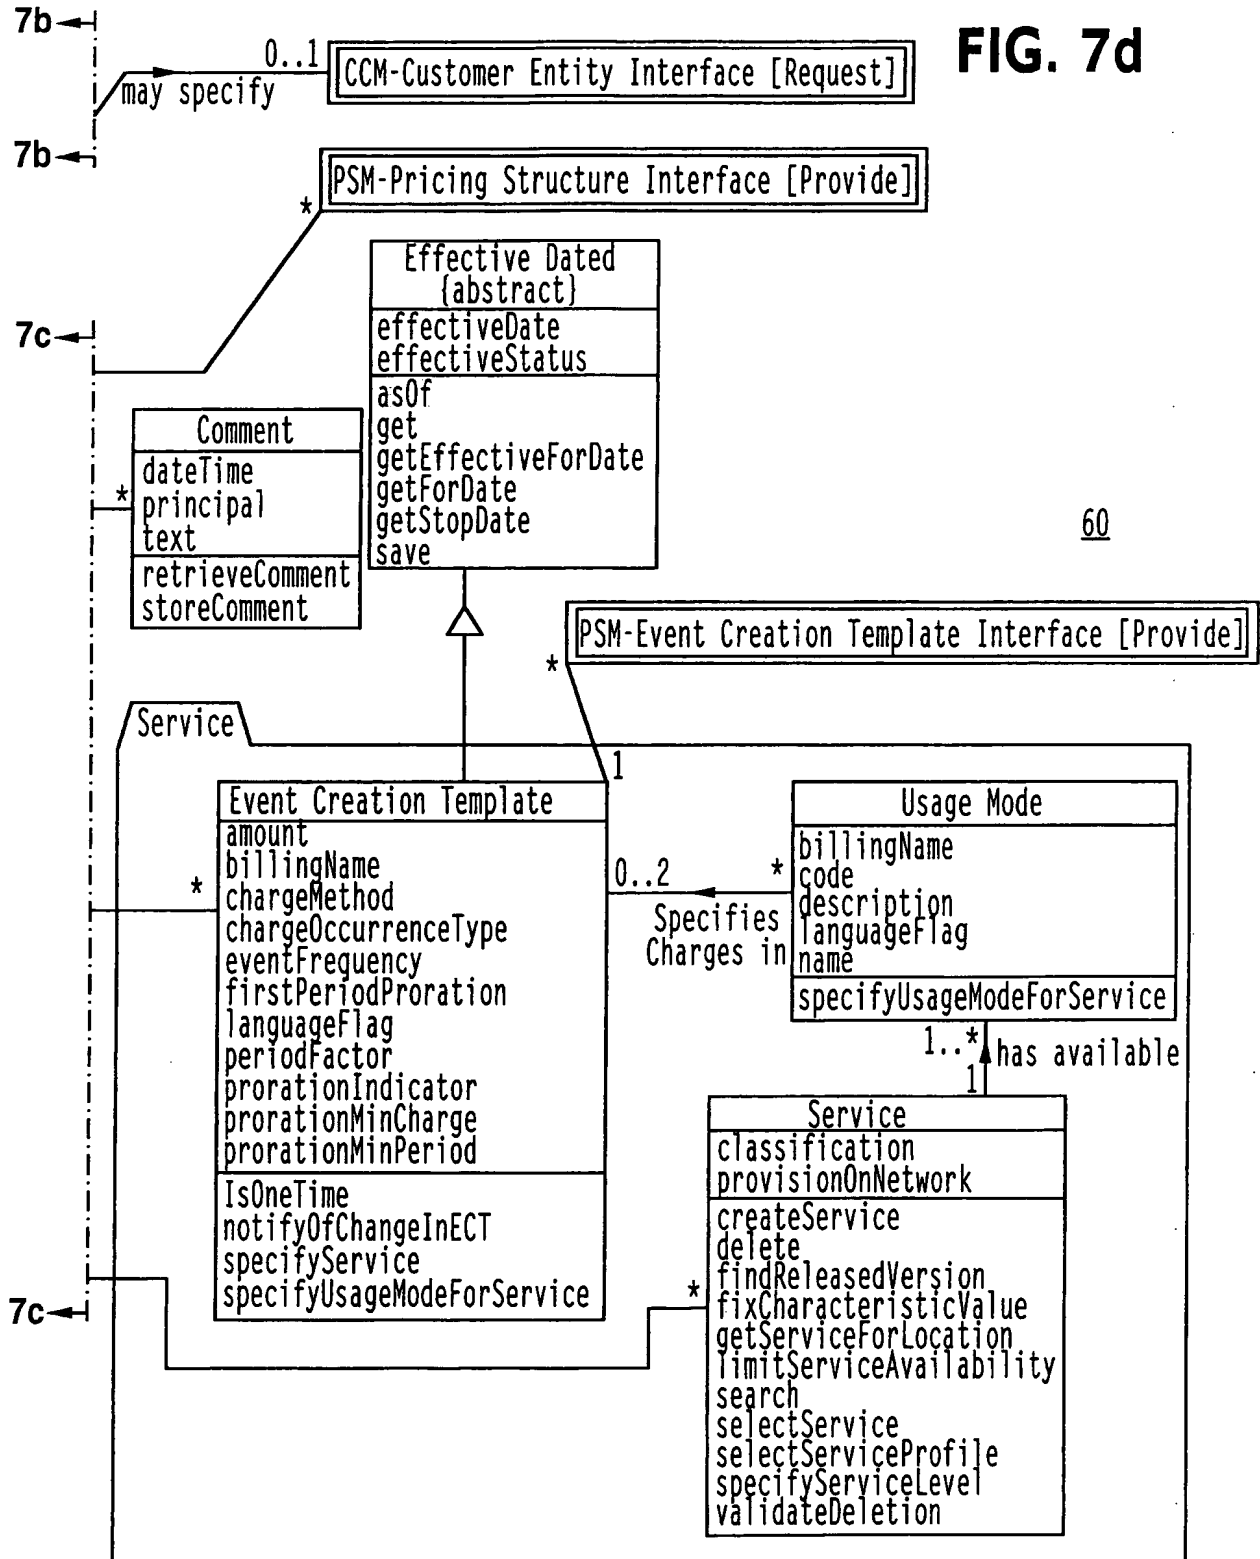 7b
FIG. 7d
0..1
CCM-Customer Entity Interface [Request]
may specify
7b
PSM-Pricing Structure Interface [Provide]
*
Effective Dated
{abstract}
effectiveDate
effectiveStatus
asOf
get
getEffectiveForDate
getForDate
getStopDate
save
7c
Comment
dateTime
* principal
text
retrieveComment
storeComment
60
PSM-Event Creation Template Interface [Provide]
*
Service
1
Event Creation Template
amount
billingName
* chargeMethod
chargeOccurrenceType
eventFrequency
firstPeriodProration
languageFlag
periodFactor
prorationIndicator
prorationMinCharge
prorationMinPeriod
IsOneTime
notifyOfChangeInECT
specifyService
specifyUsageModeForService
0..2
*
Specifies
Charges in
Usage Mode
billingName
code
description
languageFlag
name
specifyUsageModeForService
1..*
has available
1
Service
classification
provisionOnNetwork
createService
delete
findReleasedVersion
* fixCharacteristicValue
getServiceForLocation
limitServiceAvailability
search
selectService
selectServiceProfile
specifyServiceLevel
validateDeletion
7c